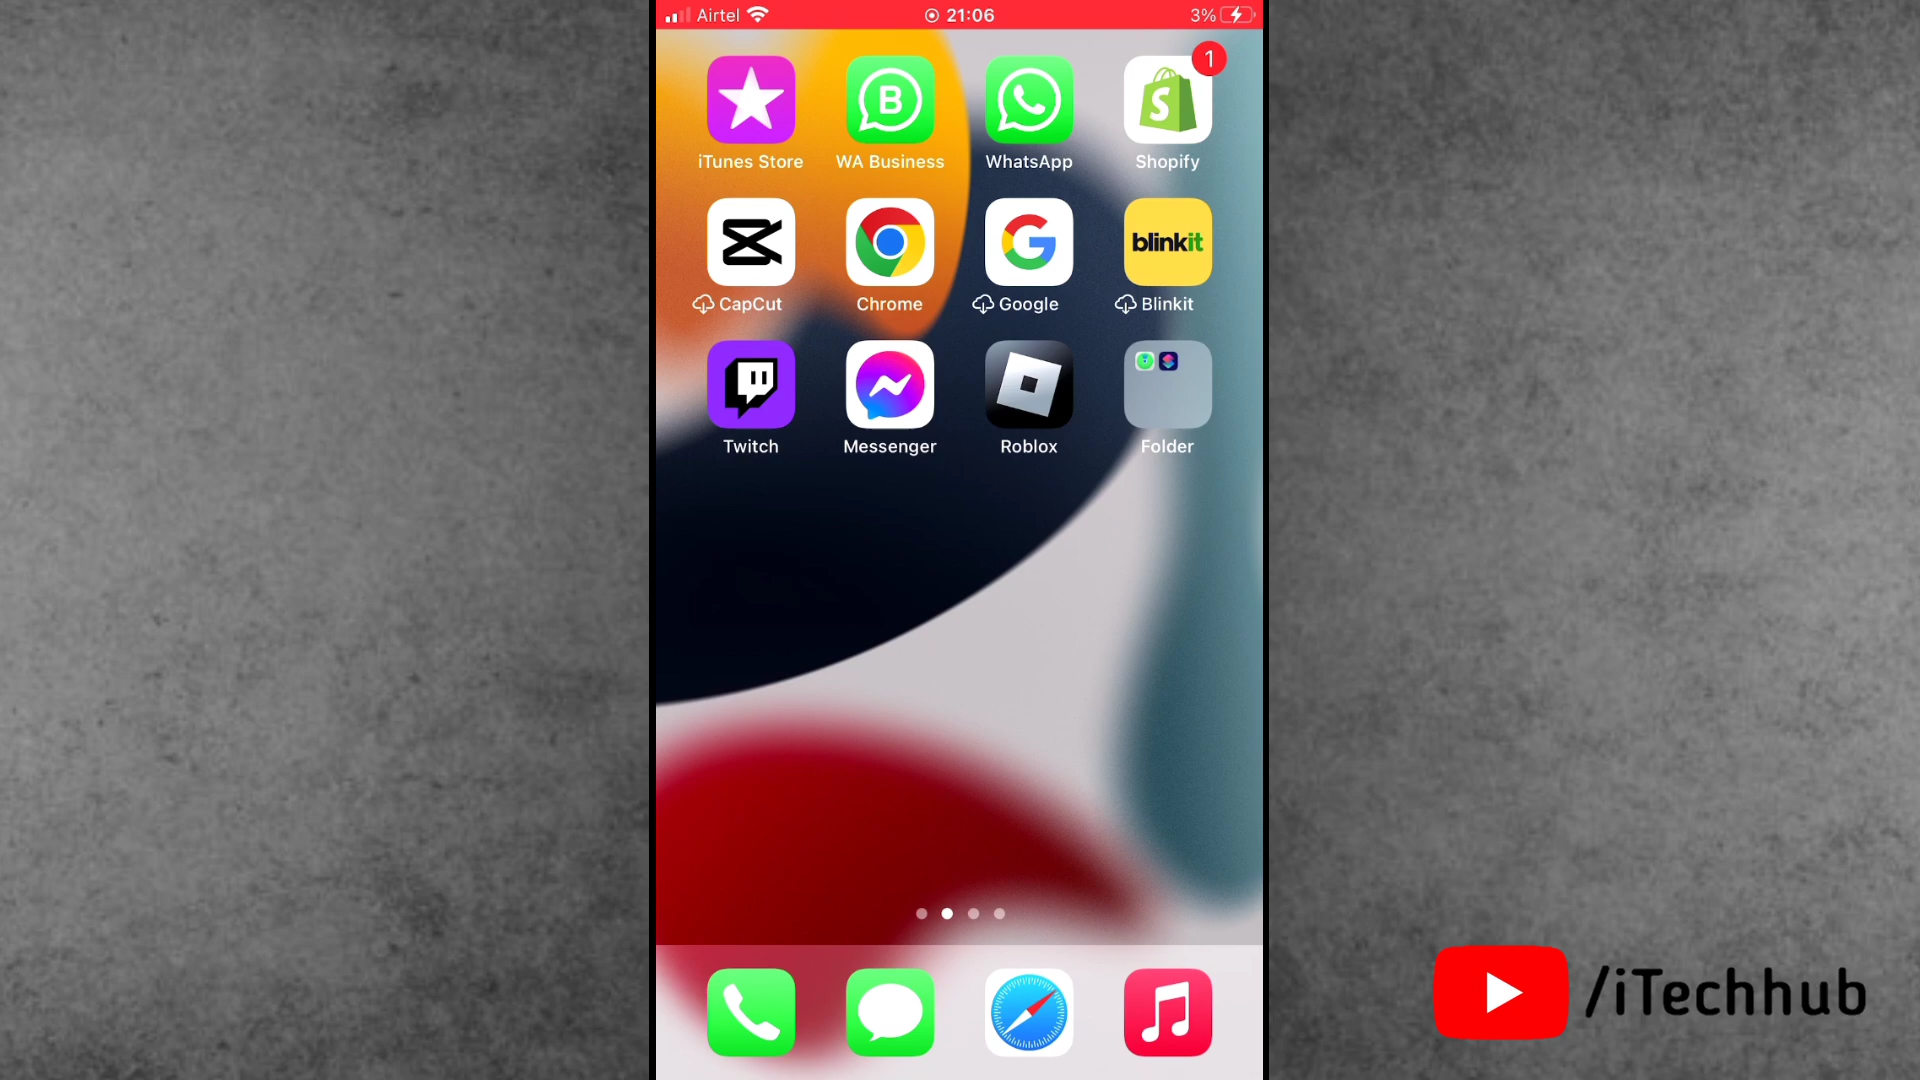 Airtel 21:06 3%
1
iTunes Store WA Business WhatsApp Shopify
blinkit
CapCut Chrome Google Blinkit
Twitch Messenger Roblox Folder
/iTechhub